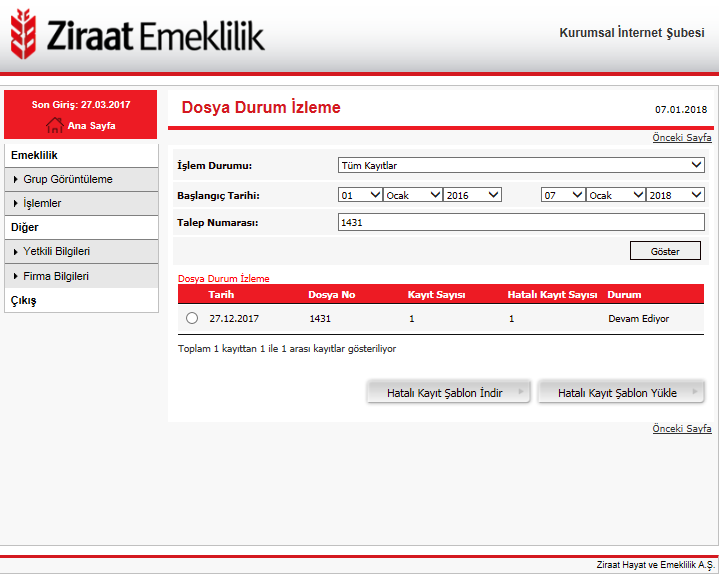 Ziraat Emeklilik
Kurumsal İnternet Şubesi
Son Giriş: 27.03.2017
Ana Sayfa
Emeklilik
Grup Görüntüleme
İşlemler
Diğer
Yetkili Bilgileri
Firma Bilgileri
Çıkış
Dosya Durum İzleme
07.01.2018
Önceki Sayfa
İşlem Durumu: Tüm Kayıtlar
Başlangıç Tarihi: 01 Ocak 2016 07 Ocak 2018
Talep Numarası: 1431
Göster
Dosya Durum İzleme
Tarih Dosya No Kayıt Sayısı Hatalı Kayıt Sayısı Durum
27.12.2017 1431 1 1 Devam Ediyor
Toplam 1 kayıttan 1 ile 1 arası kayıtlar gösteriliyor
Hatalı Kayıt Şablon İndir Hatalı Kayıt Şablon Yükle
Önceki Sayfa
Ziraat Hayat ve Emeklilik A.Ş.